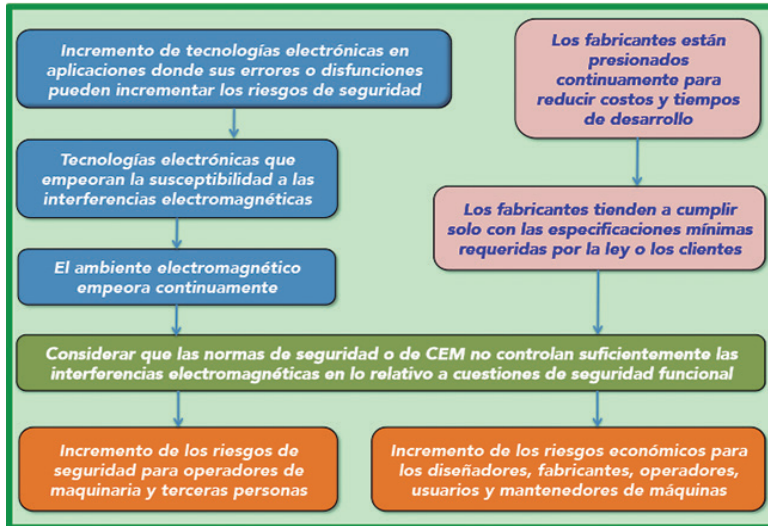 Incremento de tecnologías electrónicas en
aplicaciones donde sus errores o disfunciones
pueden incrementar los riesgos de seguridad
Los fabricantes están
presionados
continuamente para
reducir costos y tiempos
de desarrollo
Tecnologías electrónicas que
empeoran la susceptibilidad a las
interferencias electromagnéticas
Los fabricantes tienden a cumplir
solo con las especificaciones mínimas
requeridas por la ley o los clientes
El ambiente electromagnético
empeora continuamente
Considerar que las normas de seguridad o de CEM no controlan suficientemente las
interferencias electromagnéticas en lo relativo a cuestiones de seguridad funcional
Incremento de los riesgos de
seguridad para operadores de
maquinaria y terceras personas
Incremento de los riesgos económicos para
los diseñadores, fabricantes, operadores,
usuarios y mantenedores de máquinas